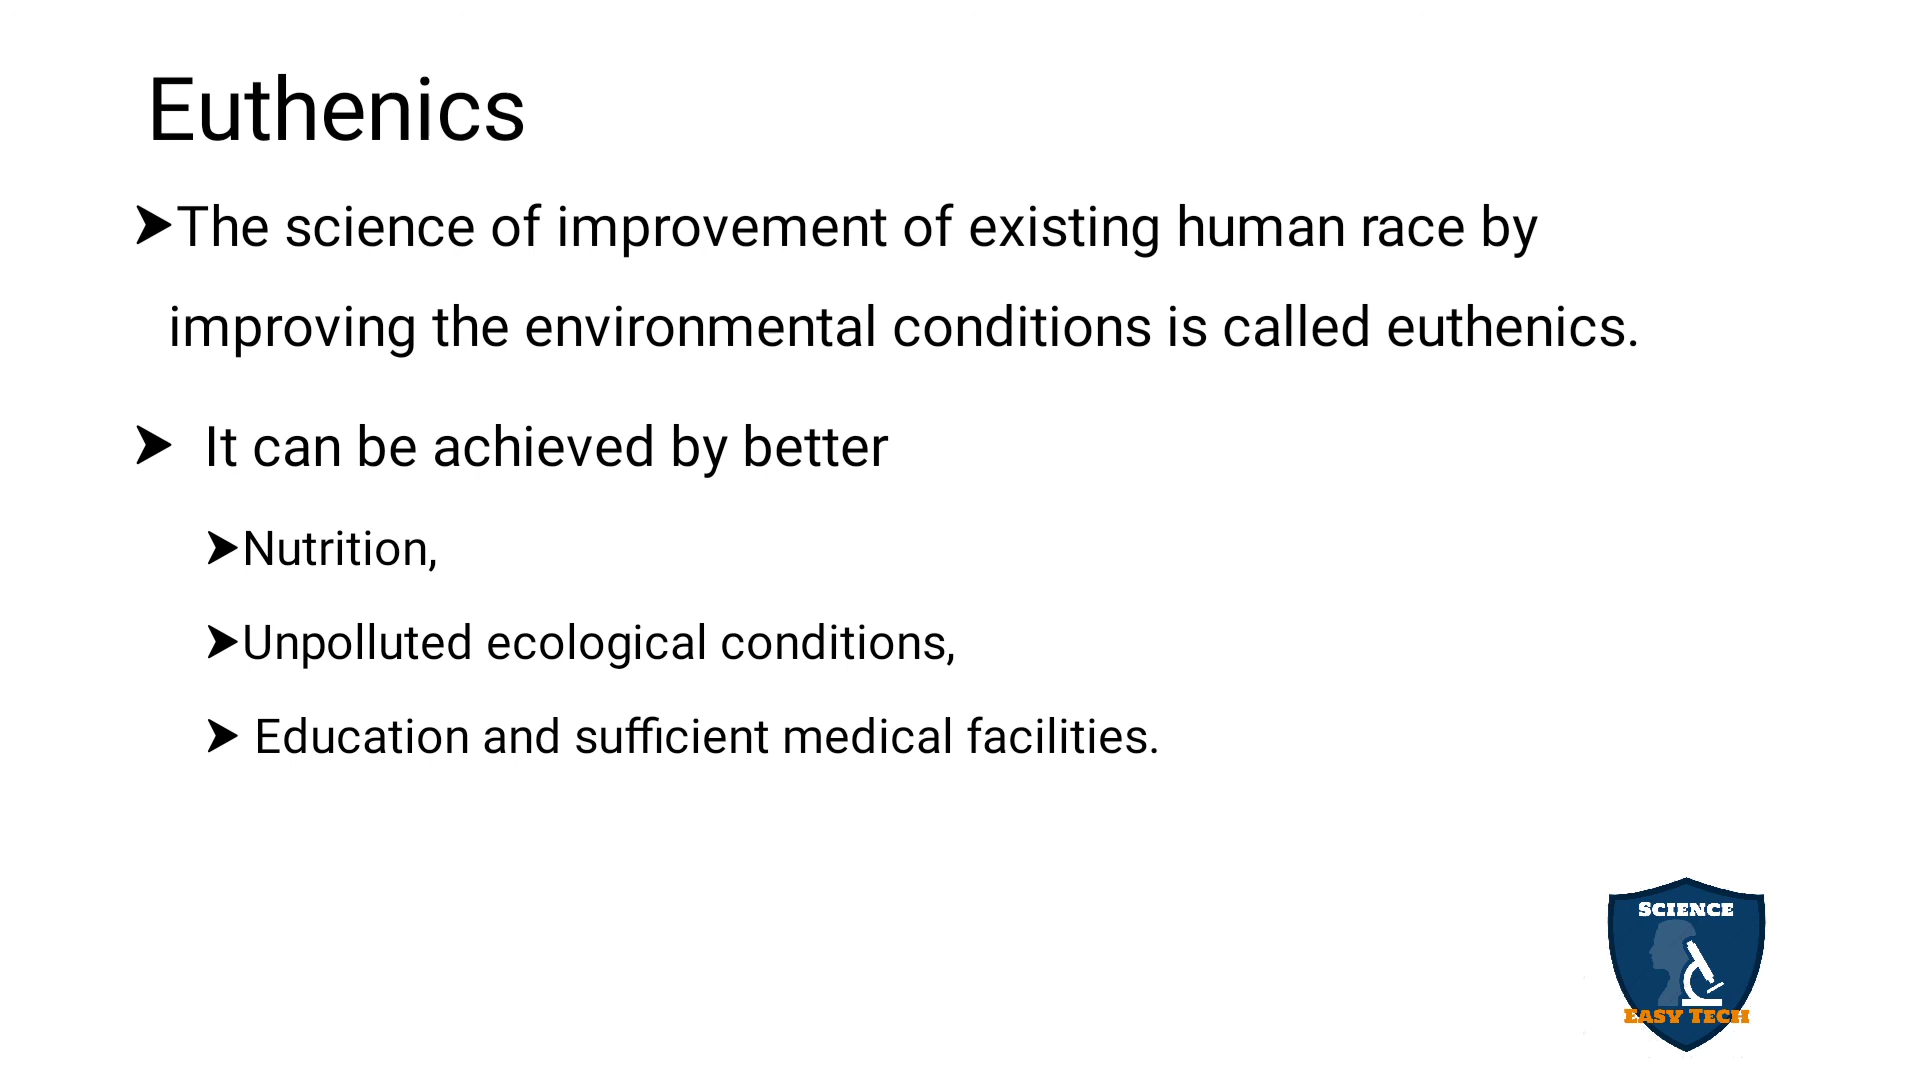 Euthenics
➤The science of improvement of existing human race by
improving the environmental conditions is called euthenics.
➤ It can be achieved by better
➤Nutrition,
➤Unpolluted ecological conditions,
➤ Education and sufficient medical facilities.
SCIENCE
EASY TECH